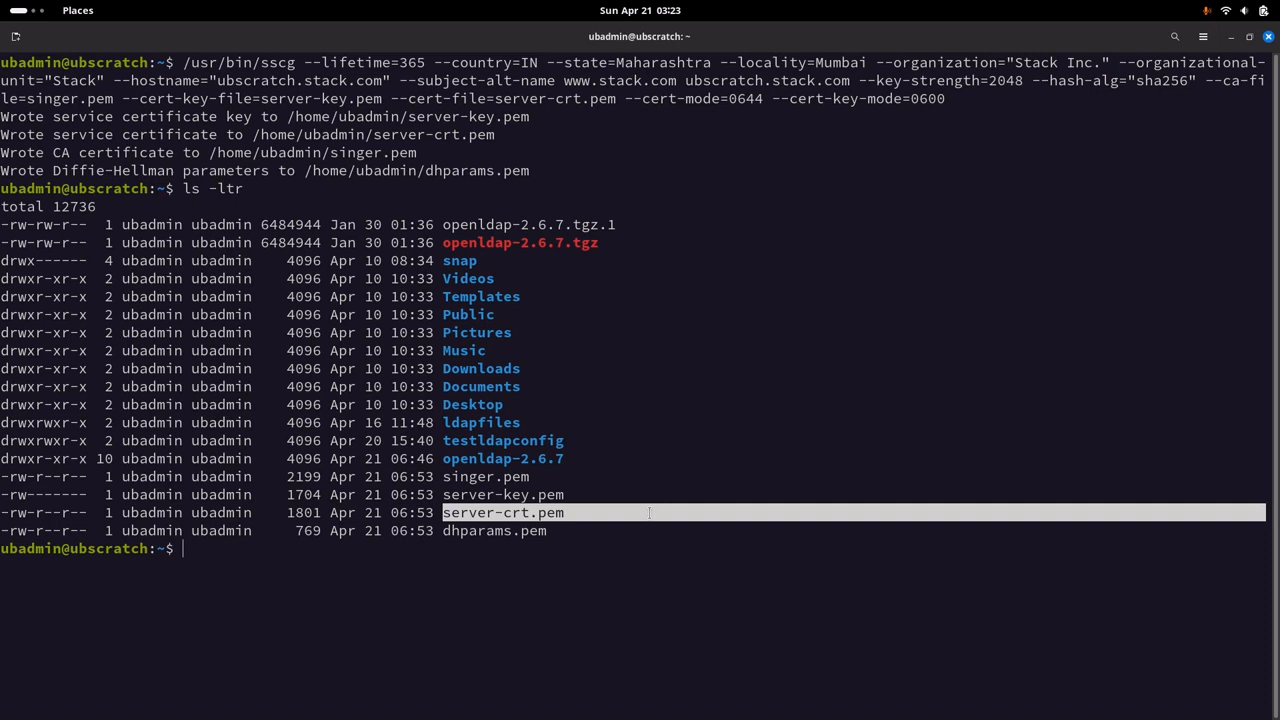 Places
Sun Apr 21 03:23
ubadmin@ubscratch: ~
ubadmin@ubscratch:~$ /usr/bin/sscg --lifetime=365 --country=IN --state=Maharashtra --locality=Mumbai --organization="Stack Inc." --organizational-
unit="Stack" --hostname="ubscratch.stack.com" --subject-alt-name www.stack.com ubscratch.stack.com --key-strength=2048 --hash-alg="sha256" --ca-fi
le=singer.pem --cert-key-file=server-key.pem --cert-file=server-crt.pem --cert-mode=0644 --cert-key-mode=0600
Wrote service certificate key to /home/ubadmin/server-key.pem
Wrote service certificate to /home/ubadmin/server-crt.pem
Wrote CA certificate to /home/ubadmin/singer.pem
Wrote Diffie-Hellman parameters to /home/ubadmin/dhparams.pem
ubadmin@ubscratch:~$ ls -ltr
total 12736
-rw-rw-r-- 1 ubadmin ubadmin 6484944 Jan 30 01:36 openldap-2.6.7.tgz.1
-rw-rw-r-- 1 ubadmin ubadmin 6484944 Jan 30 01:36 openldap-2.6.7.tgz
drwx------ 4 ubadmin ubadmin 4096 Apr 10 08:34 snap
drwxr-xr-x 2 ubadmin ubadmin 4096 Apr 10 10:33 Videos
drwxr-xr-x 2 ubadmin ubadmin 4096 Apr 10 10:33 Templates
drwxr-xr-x 2 ubadmin ubadmin 4096 Apr 10 10:33 Public
drwxr-xr-x 2 ubadmin ubadmin 4096 Apr 10 10:33 Pictures
drwxr-xr-x 2 ubadmin ubadmin 4096 Apr 10 10:33 Music
drwxr-xr-x 2 ubadmin ubadmin 4096 Apr 10 10:33 Downloads
drwxr-xr-x 2 ubadmin ubadmin 4096 Apr 10 10:33 Documents
drwxr-xr-x 2 ubadmin ubadmin 4096 Apr 10 10:33 Desktop
drwxrwxr-x 2 ubadmin ubadmin 4096 Apr 16 11:48 ldapfiles
drwxrwxr-x 2 ubadmin ubadmin 4096 Apr 20 15:40 testldapconfig
drwxr-xr-x 10 ubadmin ubadmin 4096 Apr 21 06:46 openldap-2.6.7
-rw-r--r-- 1 ubadmin ubadmin 2199 Apr 21 06:53 singer.pem
-rw------- 1 ubadmin ubadmin 1704 Apr 21 06:53 server-key.pem
-rw-r--r-- 1 ubadmin ubadmin 1801 Apr 21 06:53 server-crt.pem
-rw-r--r-- 1 ubadmin ubadmin 769 Apr 21 06:53 dhparams.pem
ubadmin@ubscratch:~$